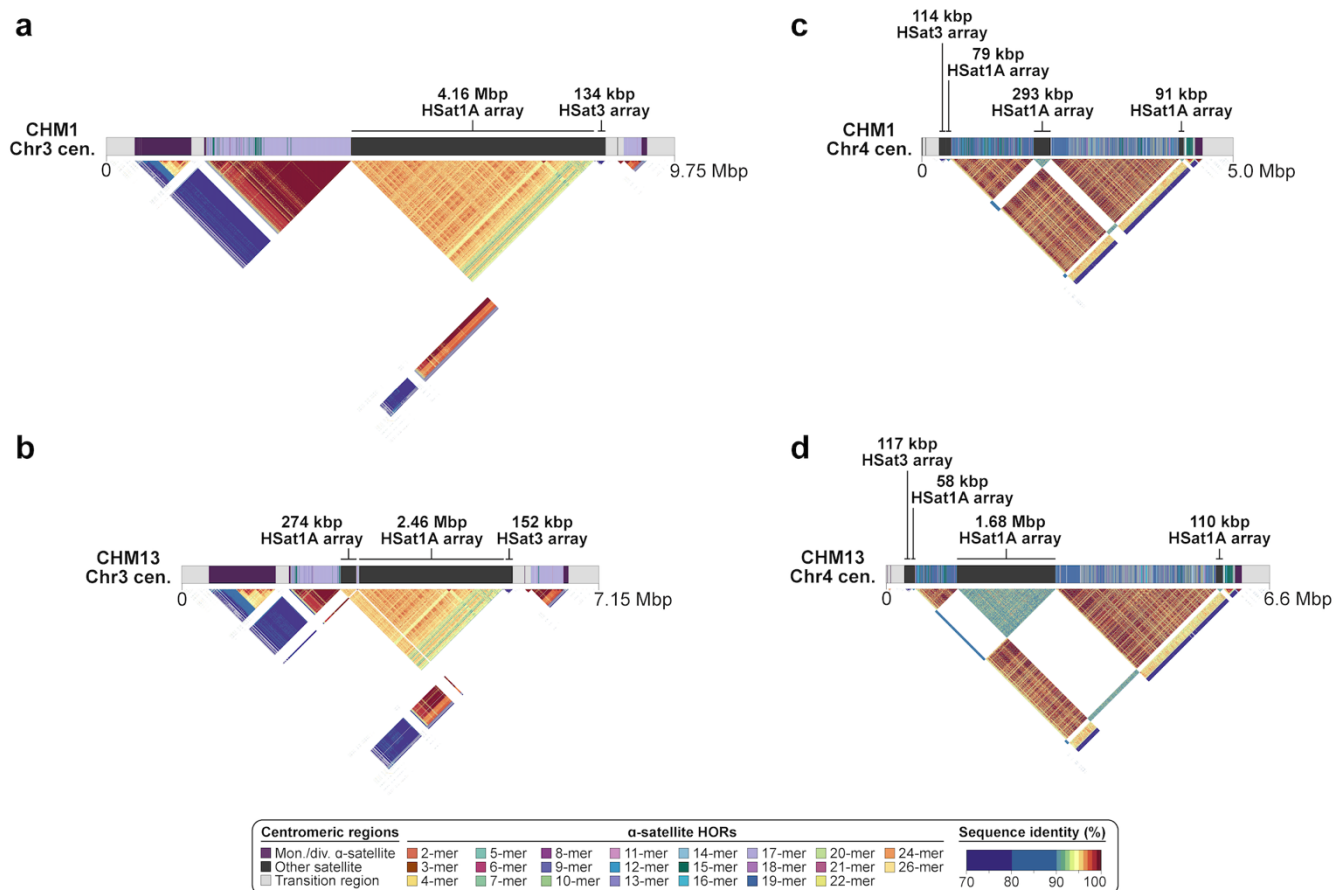 a
4.16 Mbp
HSat1A array
134 kbp
HSat3 array
CHM1
Chr3 cen.
0
9.75 Mbp
b
274 kbp
HSat1A array
2.46 Mbp
HSat1A array
152 kbp
HSat3 array
CHM13
Chr3 cen.
0
7.15 Mbp
c
114 kbp
HSat3 array
79 kbp
HSat1A array
293 kbp
HSat1A array
91 kbp
HSat1A array
CHM1
Chr4 cen.
0
5.0 Mbp
d
117 kbp
HSat3 array
58 kbp
HSat1A array
1.68 Mbp
HSat1A array
110 kbp
HSat1A array
CHM13
Chr4 cen.
0
6.6 Mbp
Centromeric regions
Mon./div. α-satellite
Other satellite
Transition region
α-satellite HORs
2-mer 5-mer 8-mer 11-mer 14-mer 17-mer 20-mer 24-mer
3-mer 6-mer 9-mer 12-mer 15-mer 18-mer 21-mer 26-mer
4-mer 7-mer 10-mer 13-mer 16-mer 19-mer 22-mer
Sequence identity (%)
70 80 90 100